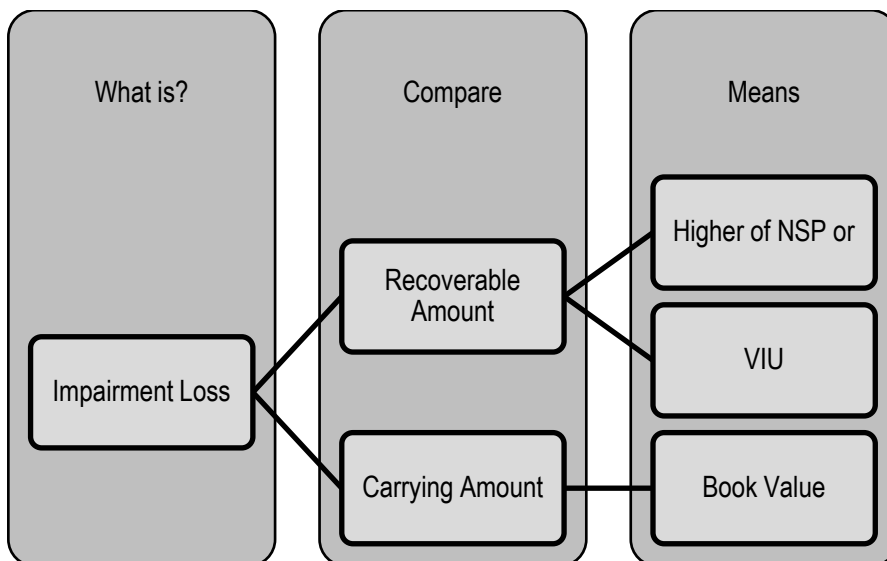 What is?
Compare
Means
Impairment Loss
Recoverable
Amount
Carrying Amount
Higher of NSP or
VIU
Book Value